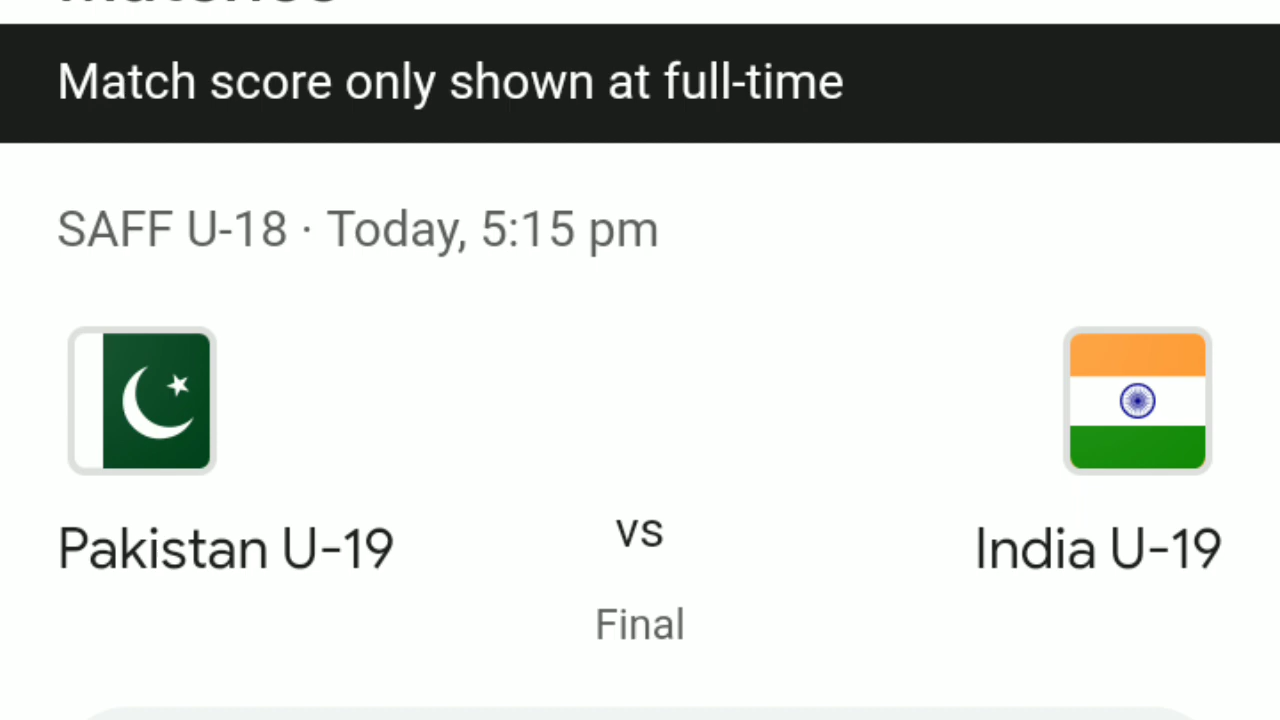 Match score only shown at full-time
SAFF U-18 · Today, 5:15 pm
Pakistan U-19
vs
India U-19
Final